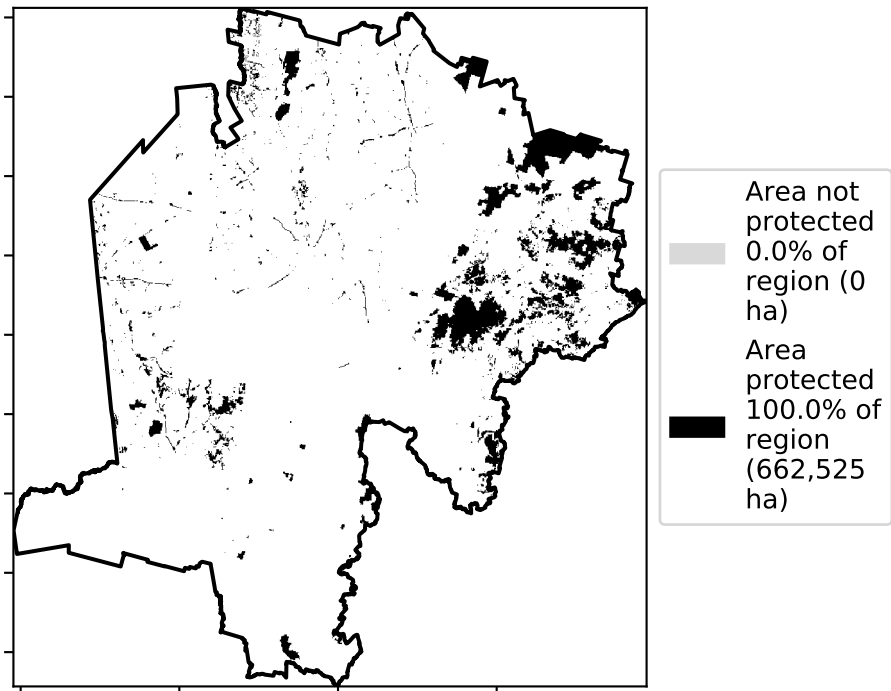 Area not
protected
0.0% of
region (0
ha)
Area
protected
100.0% of
region
(662,525
ha)